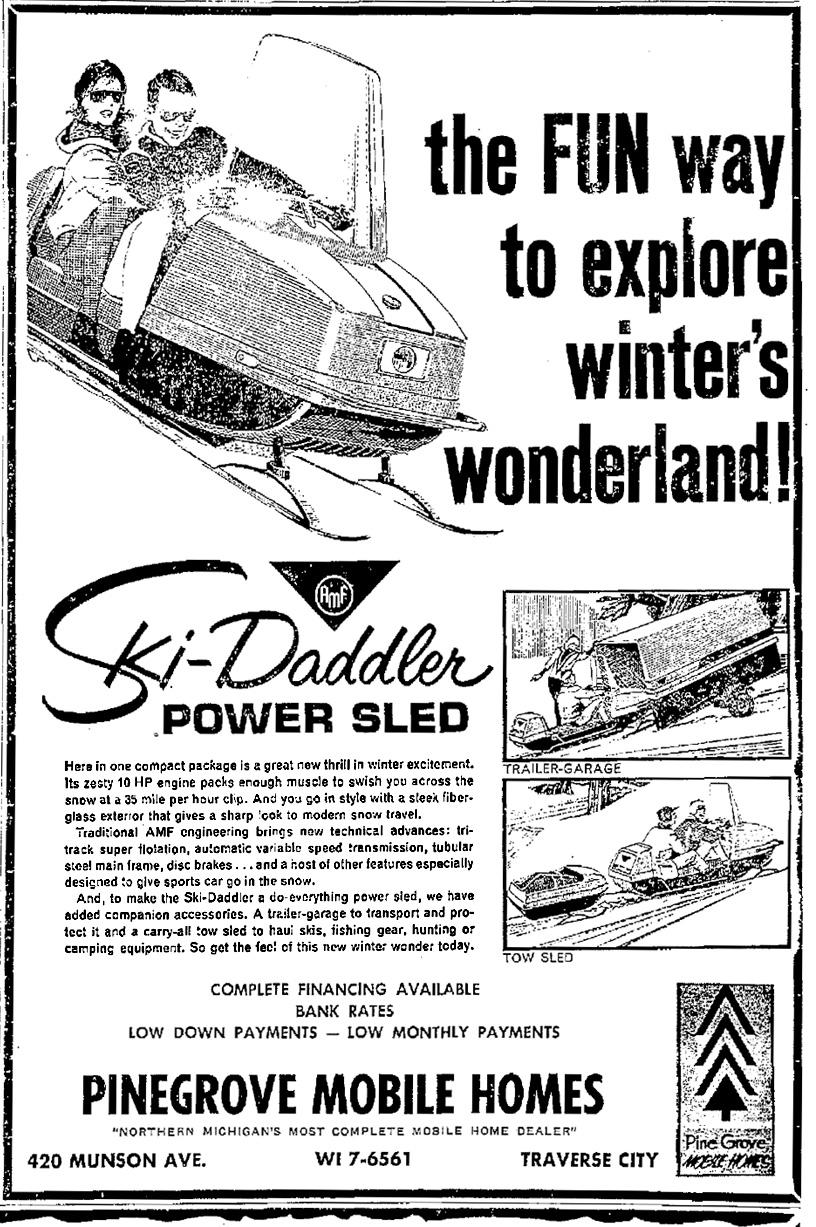 the FUN way
to explore
winter's
wonderland!
AMF
Ski-Daddler
POWER SLED
Here in one compact package is a great new thrill in winter excitement.
Its zesty 10 HP engine packs enough muscle to swish you across the
snow at a 35 mile per hour clip. And you go in style with a sleek fiber-
glass exterior that gives a sharp look to modern snow travel.
Traditional AMF engineering brings new technical advances: tri-
track super flotation, automatic variable speed transmission, tubular
steel main frame, disc brakes . . . and a host of other features especially
designed to give sports car go in the snow.
And, to make the Ski-Daddler a do-everything power sled, we have
added companion accessories. A trailer-garage to transport and pro-
tect it and a carry-all tow sled to haul skis, fishing gear, hunting or
camping equipment. So get the feel of this new winter wonder today.
TRAILER-GARAGE
TOW SLED
COMPLETE FINANCING AVAILABLE
BANK RATES
LOW DOWN PAYMENTS — LOW MONTHLY PAYMENTS
PINEGROVE MOBILE HOMES
"NORTHERN MICHIGAN'S MOST COMPLETE MOBILE HOME DEALER"
420 MUNSON AVE. WI 7-6561 TRAVERSE CITY
Pine Grove
MOBILE HOMES